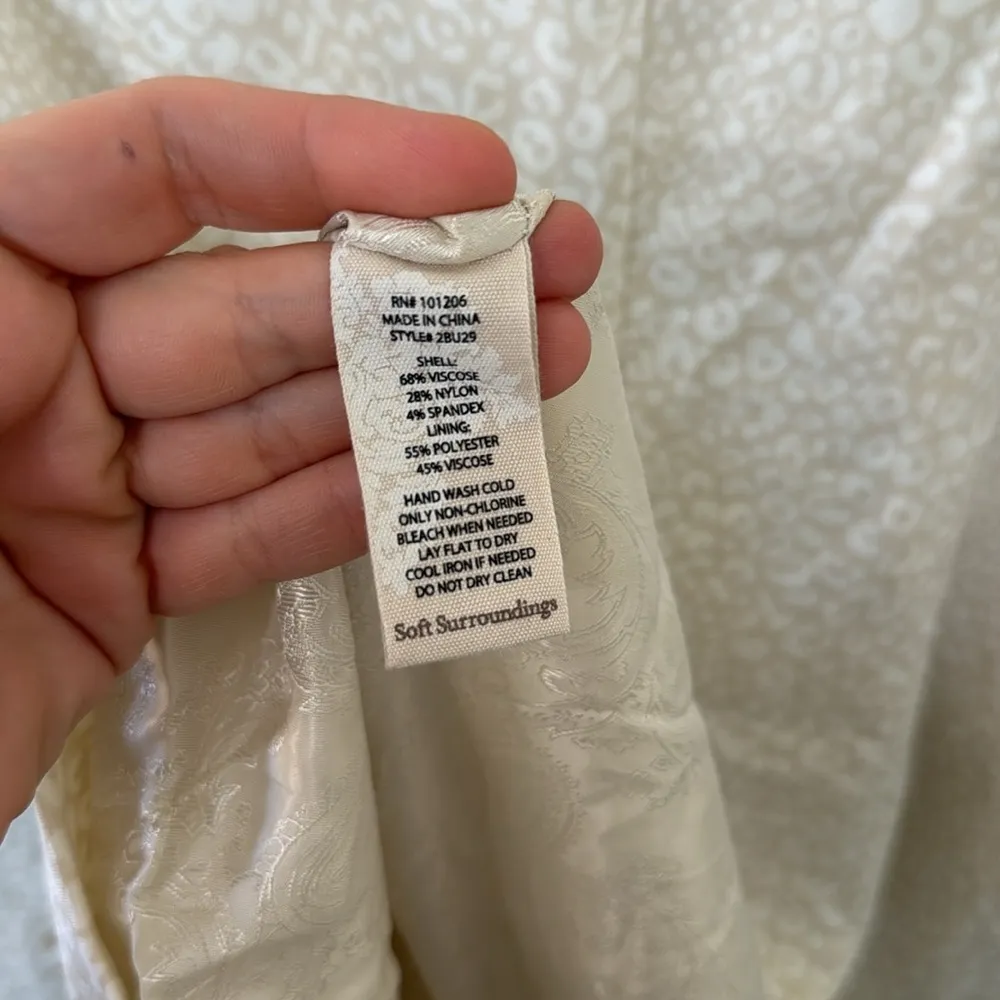 RN# 101206
MADE IN CHINA
STYLE# 2BU29
SHELL:
68% VISCOSE
28% NYLON
4% SPANDEX
LINING:
55% POLYESTER
45% VISCOSE
HAND WASH COLD
ONLY NON-CHLORINE
BLEACH WHEN NEEDED
LAY FLAT TO DRY
COOL IRON IF NEEDED
DO NOT DRY CLEAN
Soft Surroundings